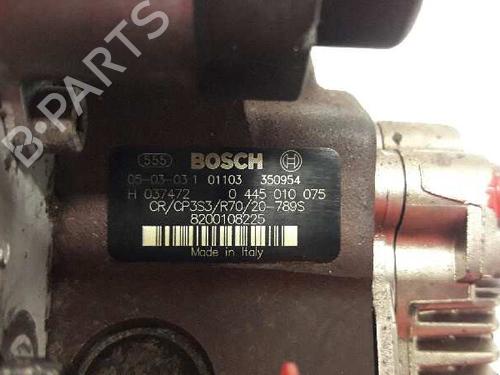 B-PARTS
555 BOSCH
05-03-03 1 01103 350954
H 037472 0 445 010 075
CR/CP3S3/R70/20-789S
8200108225
Made in Italy